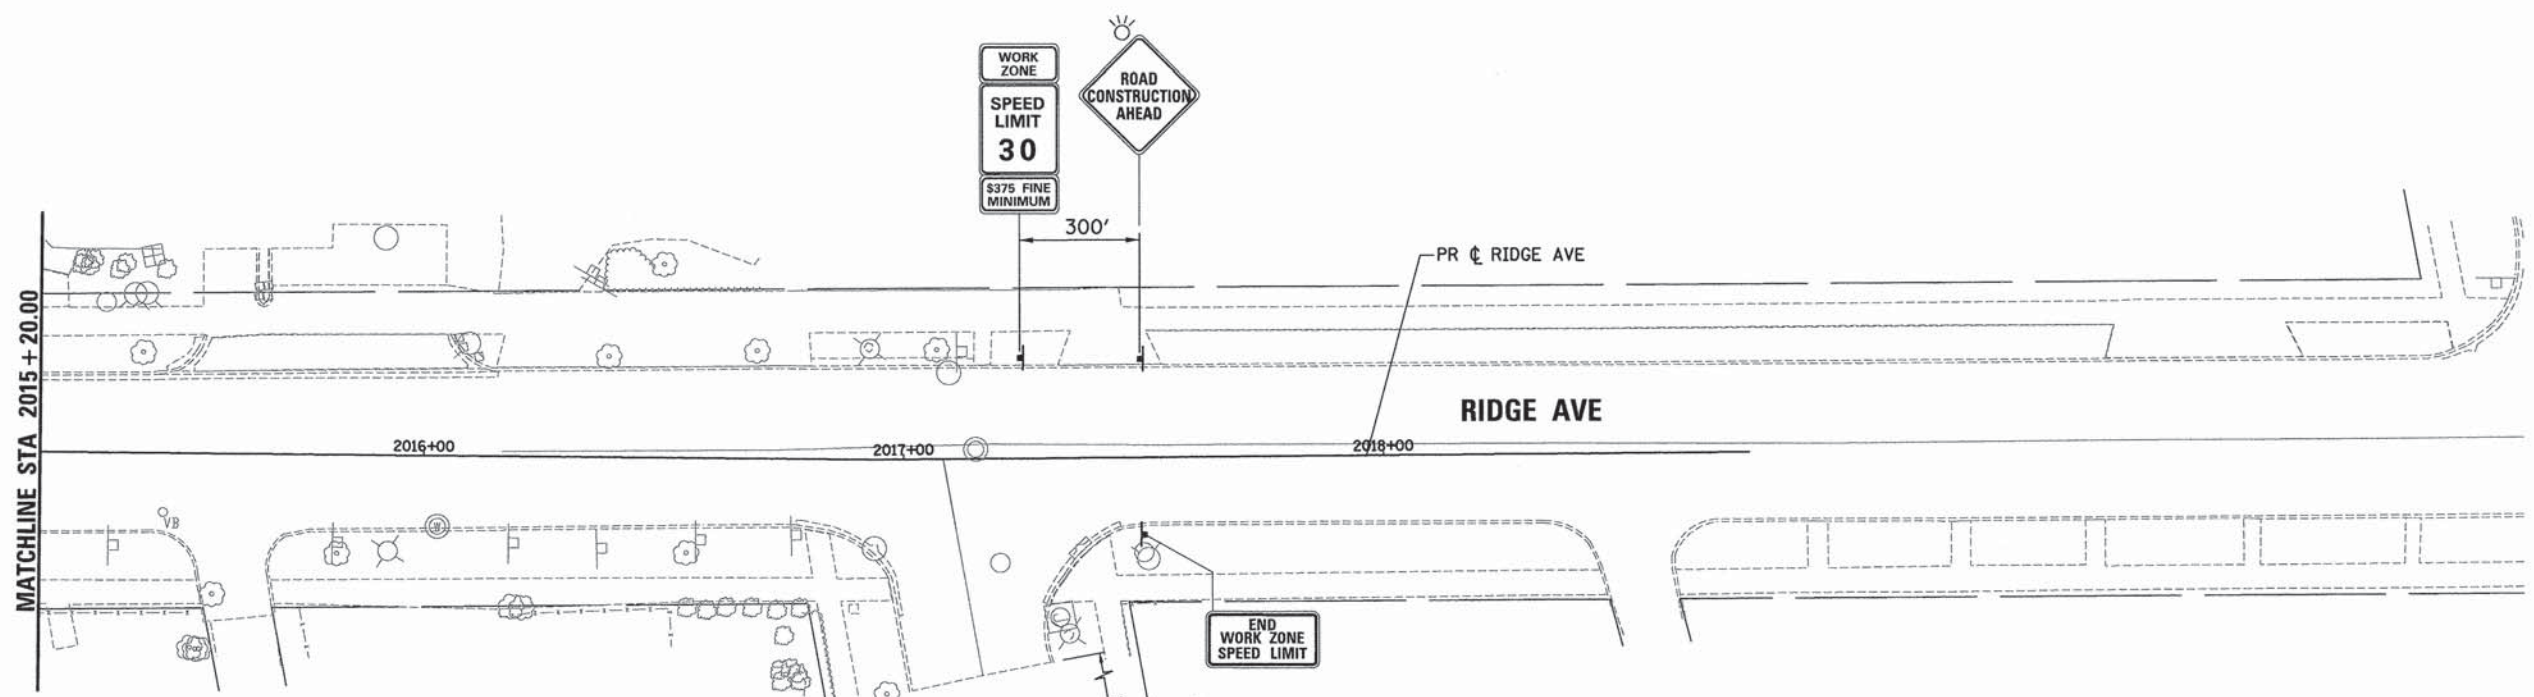 WORK
ZONE
SPEED
LIMIT
30
$375 FINE
MINIMUM
ROAD
CONSTRUCTION
AHEAD
300'
PR ℄ RIDGE AVE
MATCHLINE STA 2015+20.00
RIDGE AVE
2016+00
2017+00
2018+00
VB
W
END
WORK ZONE
SPEED LIMIT